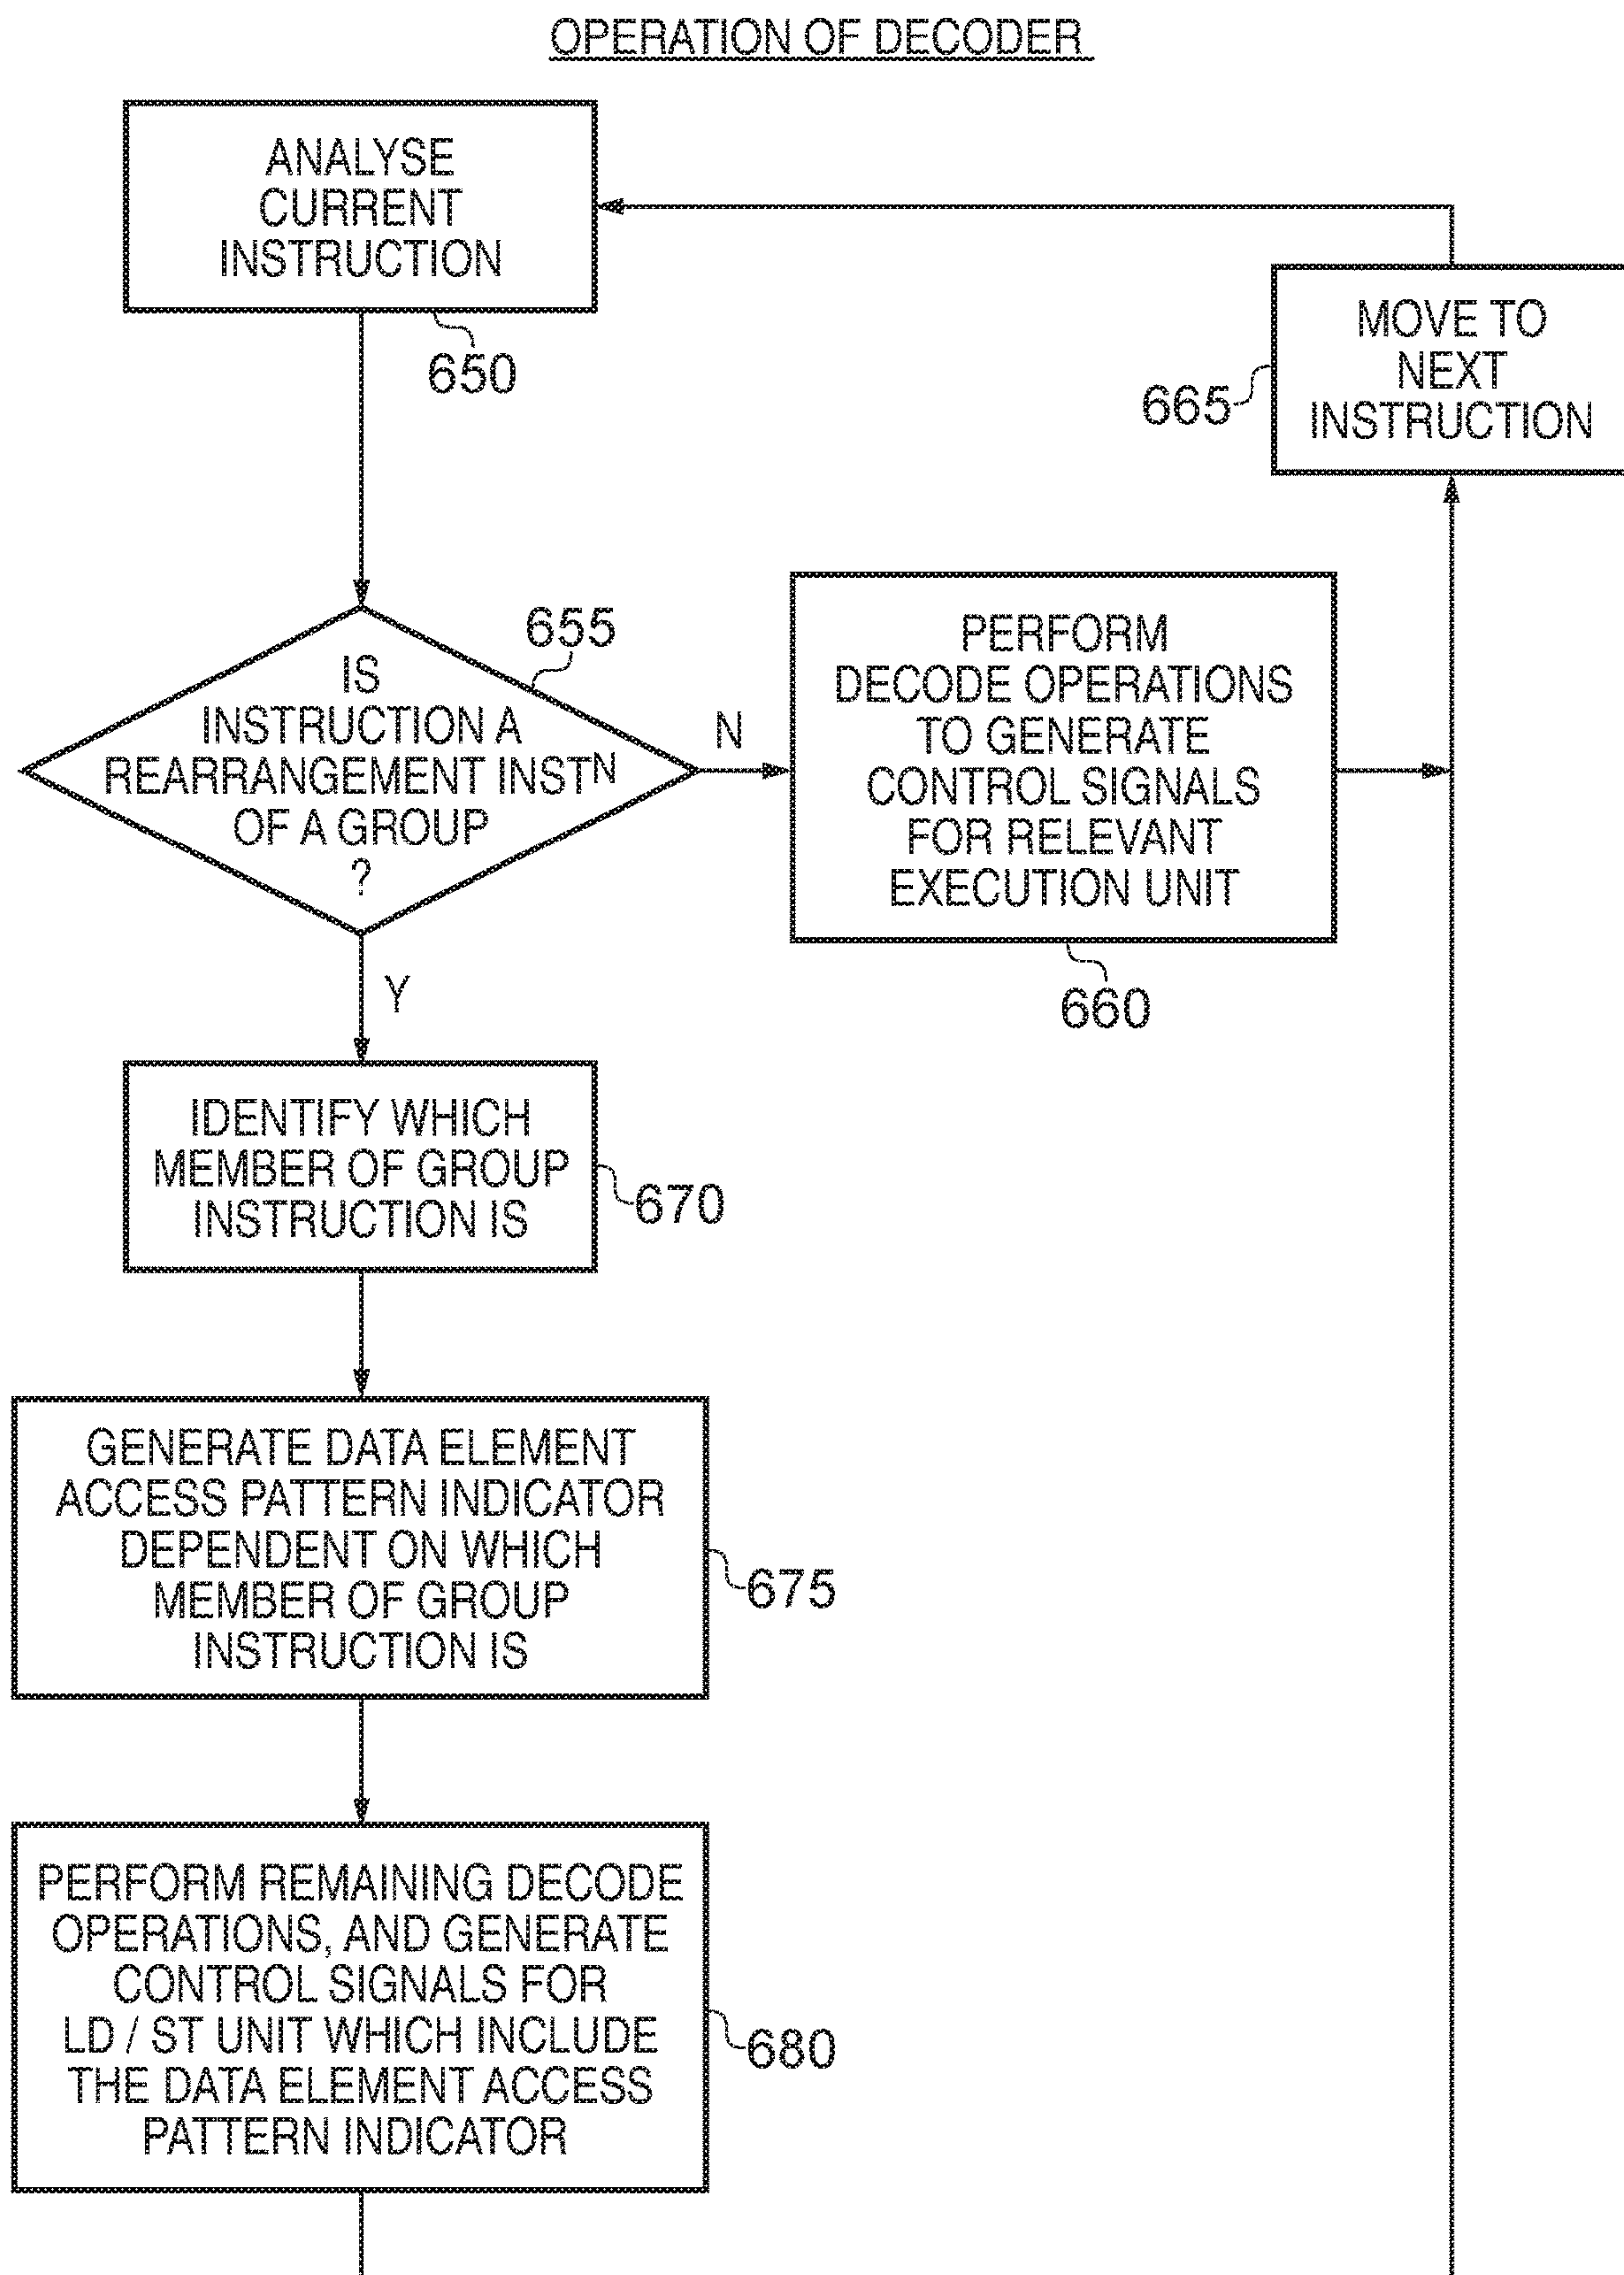 OPERATION OF DECODER
ANALYSE
CURRENT
INSTRUCTION
650
MOVE TO
NEXT
INSTRUCTION
665
655
IS
INSTRUCTION A
REARRANGEMENT INSTN
OF A GROUP
?
N
Y
PERFORM
DECODE OPERATIONS
TO GENERATE
CONTROL SIGNALS
FOR RELEVANT
EXECUTION UNIT
660
IDENTIFY WHICH
MEMBER OF GROUP
INSTRUCTION IS
670
GENERATE DATA ELEMENT
ACCESS PATTERN INDICATOR
DEPENDENT ON WHICH
MEMBER OF GROUP
INSTRUCTION IS
675
PERFORM REMAINING DECODE
OPERATIONS, AND GENERATE
CONTROL SIGNALS FOR
LD / ST UNIT WHICH INCLUDE
THE DATA ELEMENT ACCESS
PATTERN INDICATOR
680